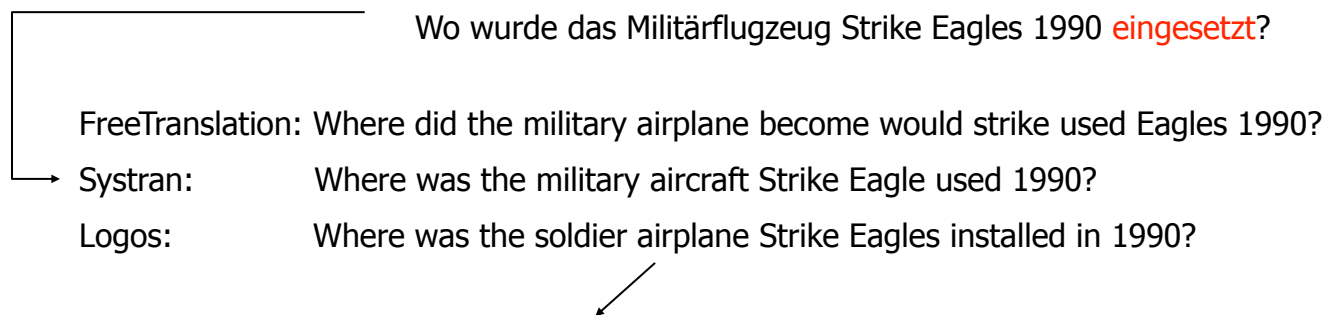 Wo wurde das Militärflugzeug Strike Eagles 1990 eingesetzt?
FreeTranslation: Where did the military airplane become would strike used Eagles 1990?
Systran: Where was the military aircraft Strike Eagle used 1990?
Logos: Where was the soldier airplane Strike Eagles installed in 1990?